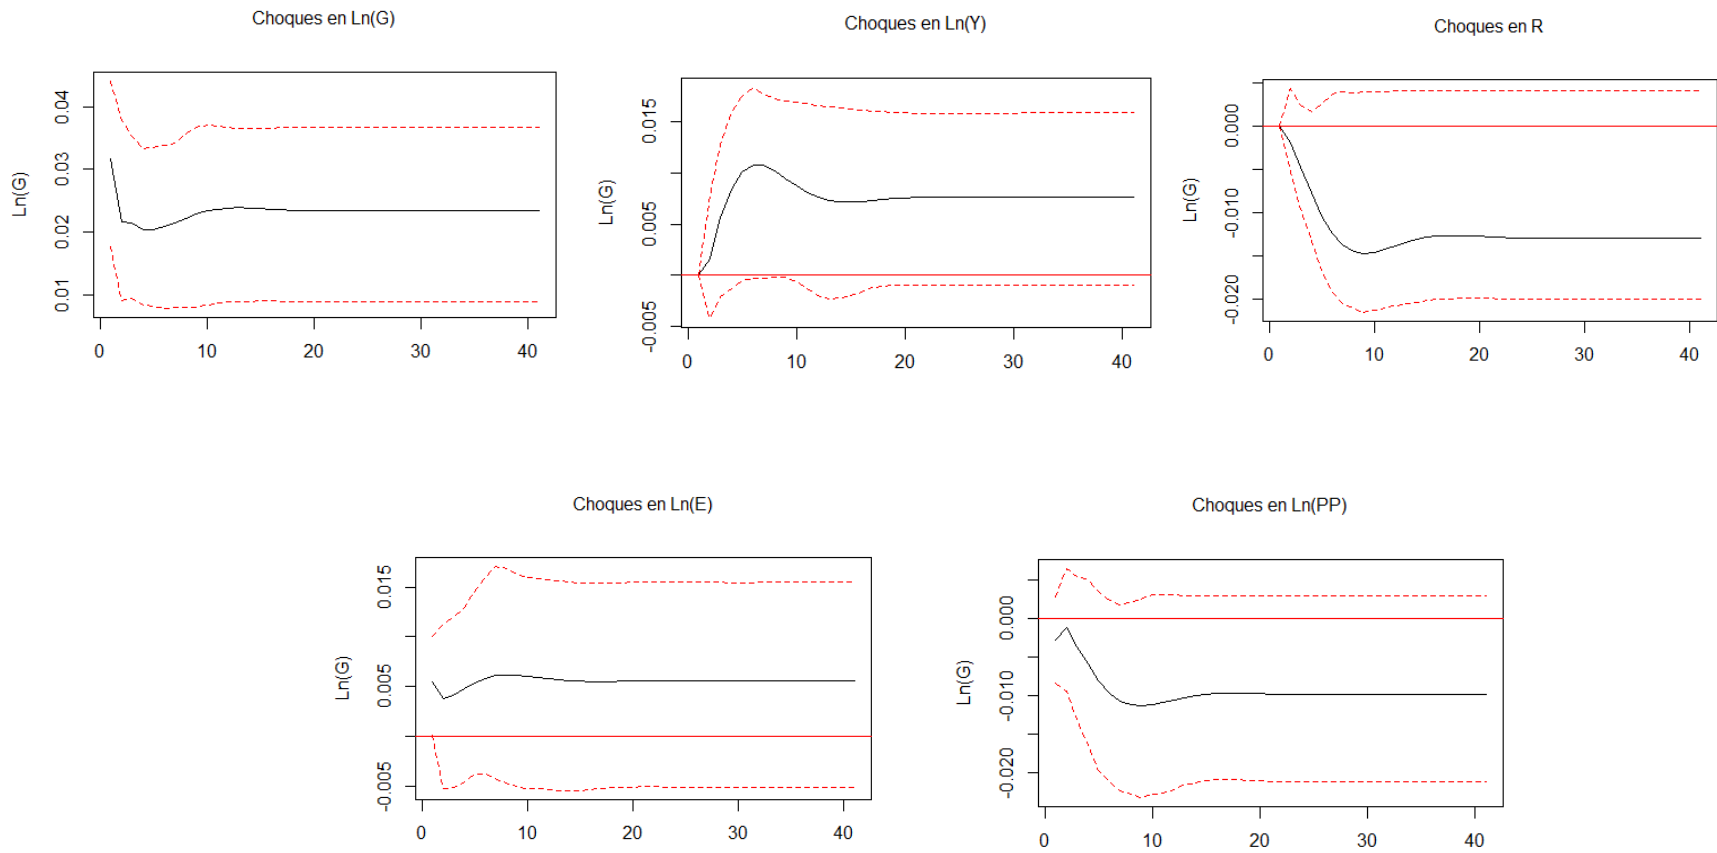 Choques en Ln(G)
Ln(G)
0.04
0.03
0.02
0.01
0 10 20 30 40
Choques en Ln(Y)
Ln(G)
0.015
0.005
-0.005
0 10 20 30 40
Choques en R
Ln(G)
0.000
-0.010
-0.020
0 10 20 30 40
Choques en Ln(E)
Ln(G)
0.015
0.005
-0.005
0 10 20 30 40
Choques en Ln(PP)
Ln(G)
0.000
-0.010
-0.020
0 10 20 30 40